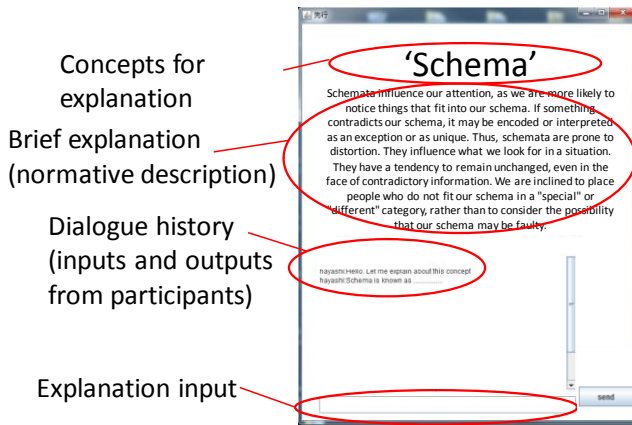 先行
'Schema'
Concepts for
explanation
Schemata influence our attention, as we are more likely to
notice things that fit into our schema. If something
contradicts our schema, it may be encoded or interpreted
as an exception or as unique. Thus, schemata are prone to
distortion. They influence what we look for in a situation.
They have a tendency to remain unchanged, even in the
face of contradictory information. We are inclined to place
people who do not fit our schema in a "special" or
"different" category, rather than to consider the possibility
that our schema may be faulty.
Brief explanation
(normative description)
Dialogue history
(inputs and outputs
from participants)
hayashi:Hello. Let me explain about this concept
hayashi:Schema is known as ..............
Explanation input
send